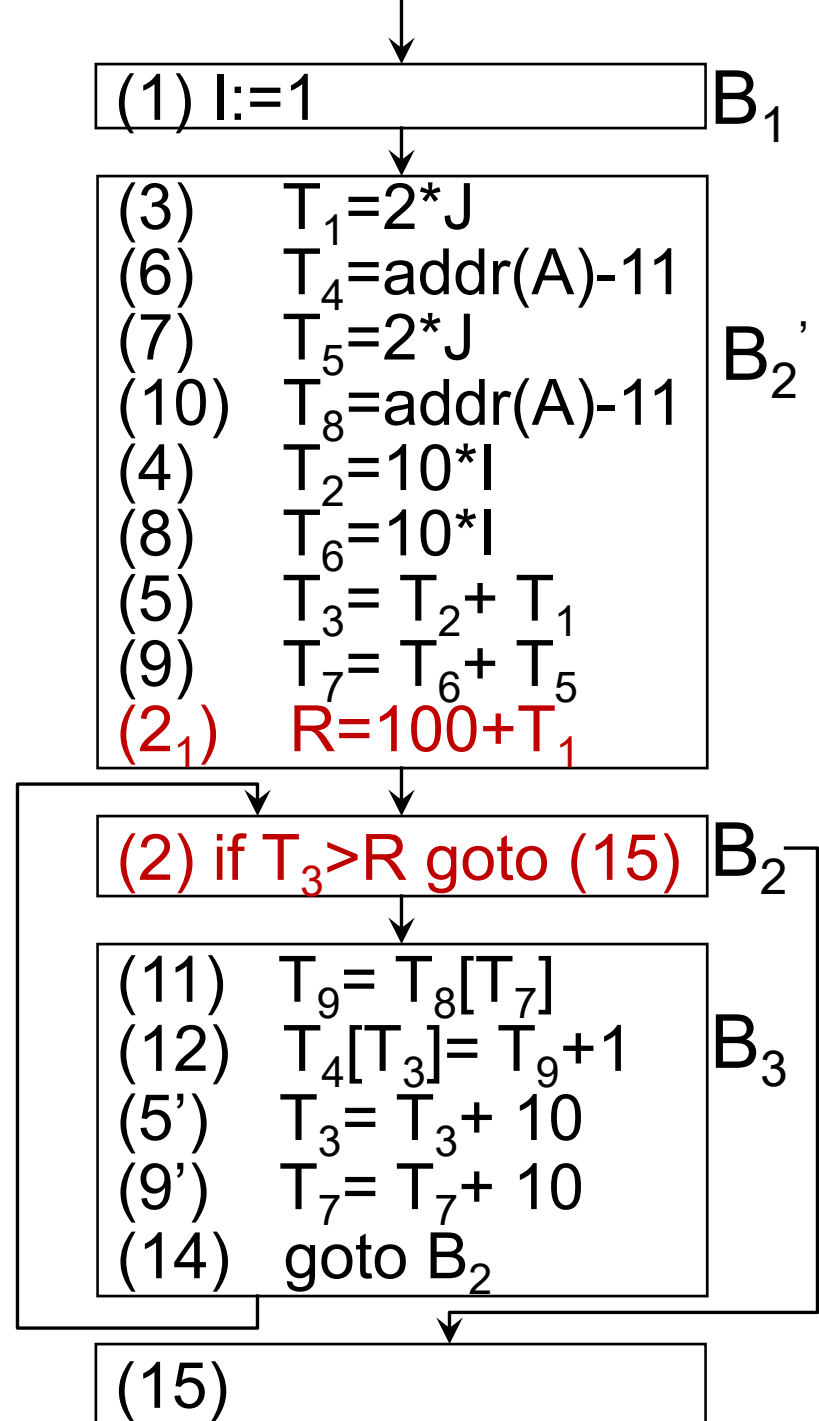 (1) I:=1 B₁
(3) T₁=2*J
(6) T₄=addr(A)-11
(7) T₅=2*J
B₂’
(10) T₈=addr(A)-11
(4) T₂=10*I
(8) T₆=10*I
(5) T₃= T₂+ T₁
(9) T₇= T₆+ T₅
(2₁) R=100+T₁
(2) if T₃>R goto (15) B₂
(11) T₉= T₈[T₇]
(12) T₄[T₃]= T₉+1 B₃
(5’) T₃= T₃+ 10
(9’) T₇= T₇+ 10
(14) goto B₂
(15)